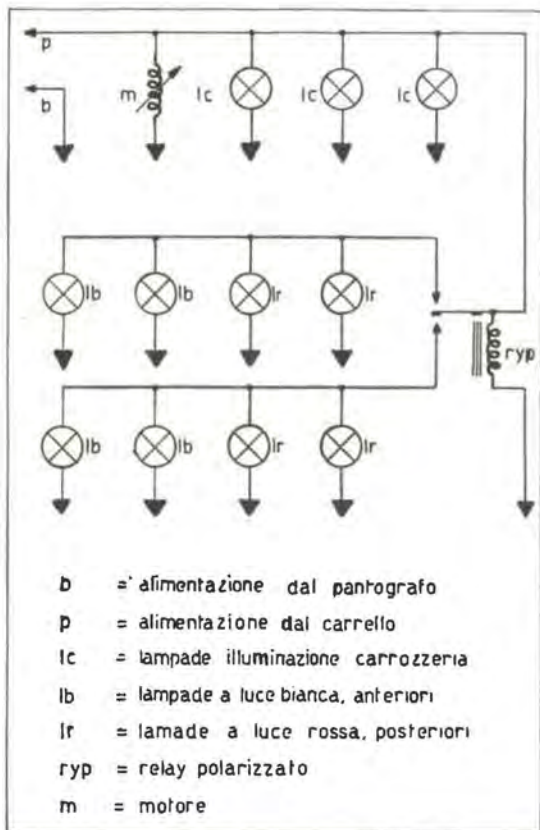 p
b
m
lc
lc
lc
lb
lb
lr
lr
ryp
lb
lb
lr
lr
b = alimentazione dal pantografo
p = alimentazione dal carrello
lc = lampade illuminazione carrozzeria
lb = lampade a luce bianca, anteriori
lr = lamade a luce rossa, posteriori
ryp = relay polarizzato
m = motore